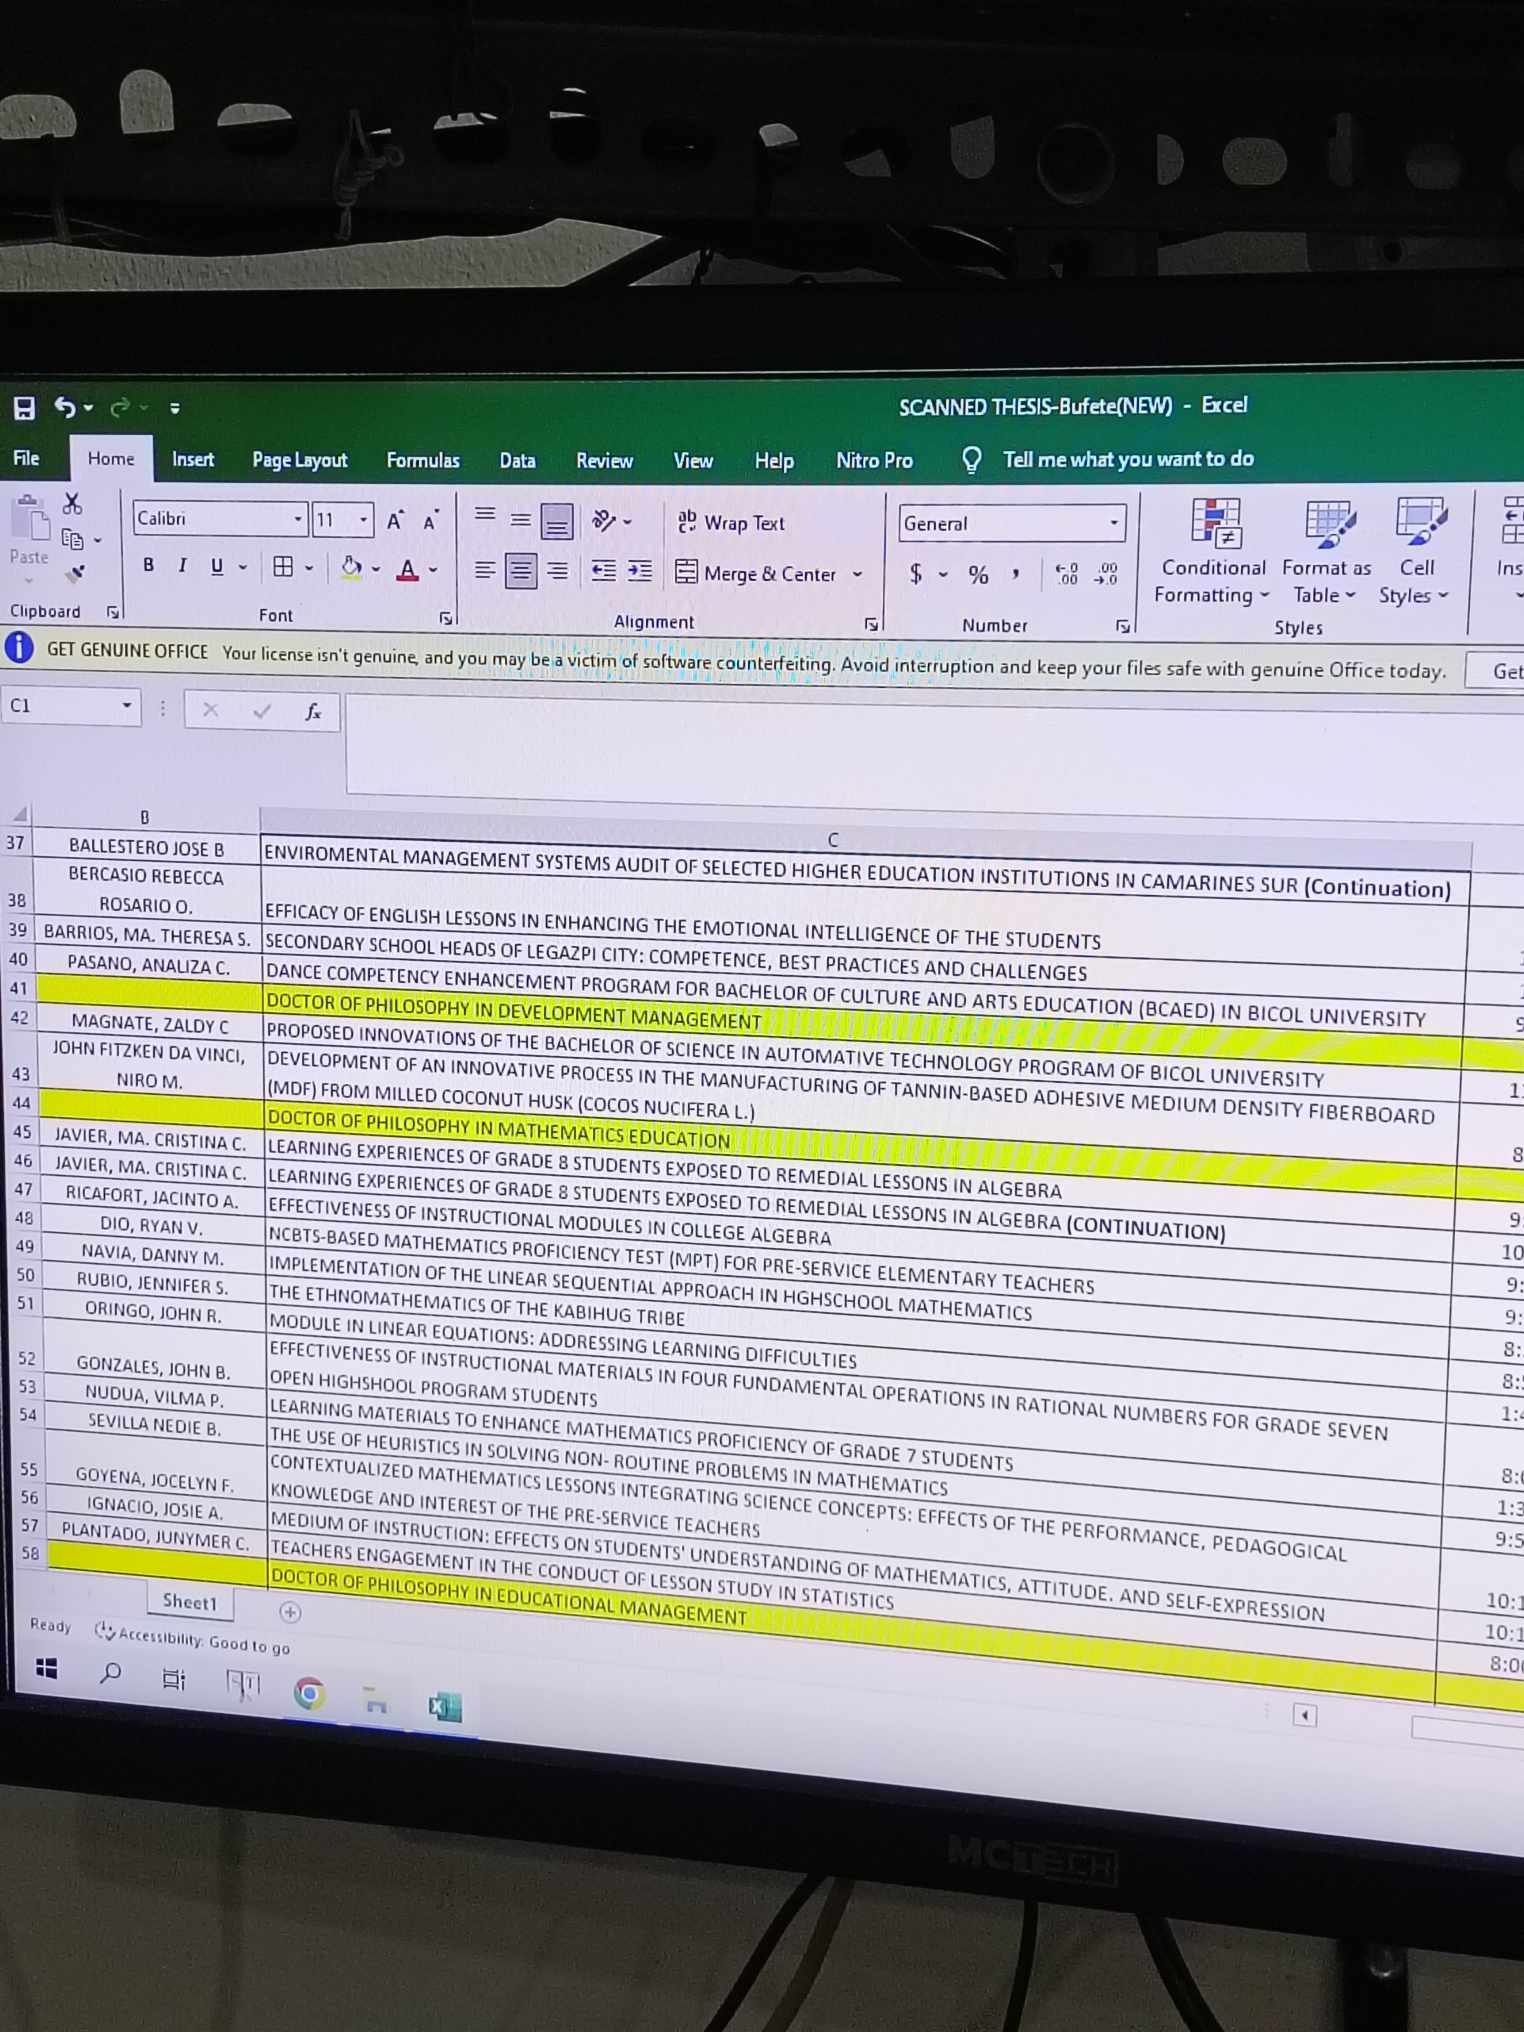 SCANNED THESIS-Bufete(NEW) - Excel
File Home Insert Page Layout Formulas Data Review View Help Nitro Pro Tell me what you want to do
Paste
Clipboard
Calibri 11
B I U
Font
Wrap Text
Merge & Center
Alignment
General
$ % ,
Number
Conditional Formatting
Format as Table
Cell Styles
Styles
Ins
GET GENUINE OFFICE Your license isn't genuine, and you may be a victim of software counterfeiting. Avoid interruption and keep your files safe with genuine Office today. Get
C1 fx
B C
37 BALLESTERO JOSE B ENVIROMENTAL MANAGEMENT SYSTEMS AUDIT OF SELECTED HIGHER EDUCATION INSTITUTIONS IN CAMARINES SUR (Continuation)
BERCASIO REBECCA
38 ROSARIO O. EFFICACY OF ENGLISH LESSONS IN ENHANCING THE EMOTIONAL INTELLIGENCE OF THE STUDENTS
39 BARRIOS, MA. THERESA S. SECONDARY SCHOOL HEADS OF LEGAZPI CITY: COMPETENCE, BEST PRACTICES AND CHALLENGES
40 PASANO, ANALIZA C. DANCE COMPETENCY ENHANCEMENT PROGRAM FOR BACHELOR OF CULTURE AND ARTS EDUCATION (BCAED) IN BICOL UNIVERSITY
41 DOCTOR OF PHILOSOPHY IN DEVELOPMENT MANAGEMENT
42 MAGNATE, ZALDY C PROPOSED INNOVATIONS OF THE BACHELOR OF SCIENCE IN AUTOMATIVE TECHNOLOGY PROGRAM OF BICOL UNIVERSITY 11
JOHN FITZKEN DA VINCI, DEVELOPMENT OF AN INNOVATIVE PROCESS IN THE MANUFACTURING OF TANNIN-BASED ADHESIVE MEDIUM DENSITY FIBERBOARD
43 NIRO M. (MDF) FROM MILLED COCONUT HUSK (COCOS NUCIFERA L.) 8
44 DOCTOR OF PHILOSOPHY IN MATHEMATICS EDUCATION
45 JAVIER, MA. CRISTINA C. LEARNING EXPERIENCES OF GRADE 8 STUDENTS EXPOSED TO REMEDIAL LESSONS IN ALGEBRA 9:
46 JAVIER, MA. CRISTINA C. LEARNING EXPERIENCES OF GRADE 8 STUDENTS EXPOSED TO REMEDIAL LESSONS IN ALGEBRA (CONTINUATION) 10
47 RICAFORT, JACINTO A. EFFECTIVENESS OF INSTRUCTIONAL MODULES IN COLLEGE ALGEBRA 9:
48 DIO, RYAN V. NCBTS-BASED MATHEMATICS PROFICIENCY TEST (MPT) FOR PRE-SERVICE ELEMENTARY TEACHERS 9:
49 NAVIA, DANNY M. IMPLEMENTATION OF THE LINEAR SEQUENTIAL APPROACH IN HGHSCHOOL MATHEMATICS 9:
50 RUBIO, JENNIFER S. THE ETHNOMATHEMATICS OF THE KABIHUG TRIBE 8:
51 ORINGO, JOHN R. MODULE IN LINEAR EQUATIONS: ADDRESSING LEARNING DIFFICULTIES 8:
EFFECTIVENESS OF INSTRUCTIONAL MATERIALS IN FOUR FUNDAMENTAL OPERATIONS IN RATIONAL NUMBERS FOR GRADE SEVEN
52 GONZALES, JOHN B. OPEN HIGHSHOOL PROGRAM STUDENTS
53 NUDUA, VILMA P. LEARNING MATERIALS TO ENHANCE MATHEMATICS PROFICIENCY OF GRADE 7 STUDENTS
54 SEVILLA NEDIE B. THE USE OF HEURISTICS IN SOLVING NON- ROUTINE PROBLEMS IN MATHEMATICS
CONTEXTUALIZED MATHEMATICS LESSONS INTEGRATING SCIENCE CONCEPTS: EFFECTS OF THE PERFORMANCE, PEDAGOGICAL
55 GOYENA, JOCELYN F. KNOWLEDGE AND INTEREST OF THE PRE-SERVICE TEACHERS 10:1
56 IGNACIO, JOSIE A. MEDIUM OF INSTRUCTION: EFFECTS ON STUDENTS' UNDERSTANDING OF MATHEMATICS, ATTITUDE. AND SELF-EXPRESSION 10:1
57 PLANTADO, JUNYMER C. TEACHERS ENGAGEMENT IN THE CONDUCT OF LESSON STUDY IN STATISTICS 8:00
58 DOCTOR OF PHILOSOPHY IN EDUCATIONAL MANAGEMENT
Sheet1
Ready Accessibility: Good to go
MCTECH